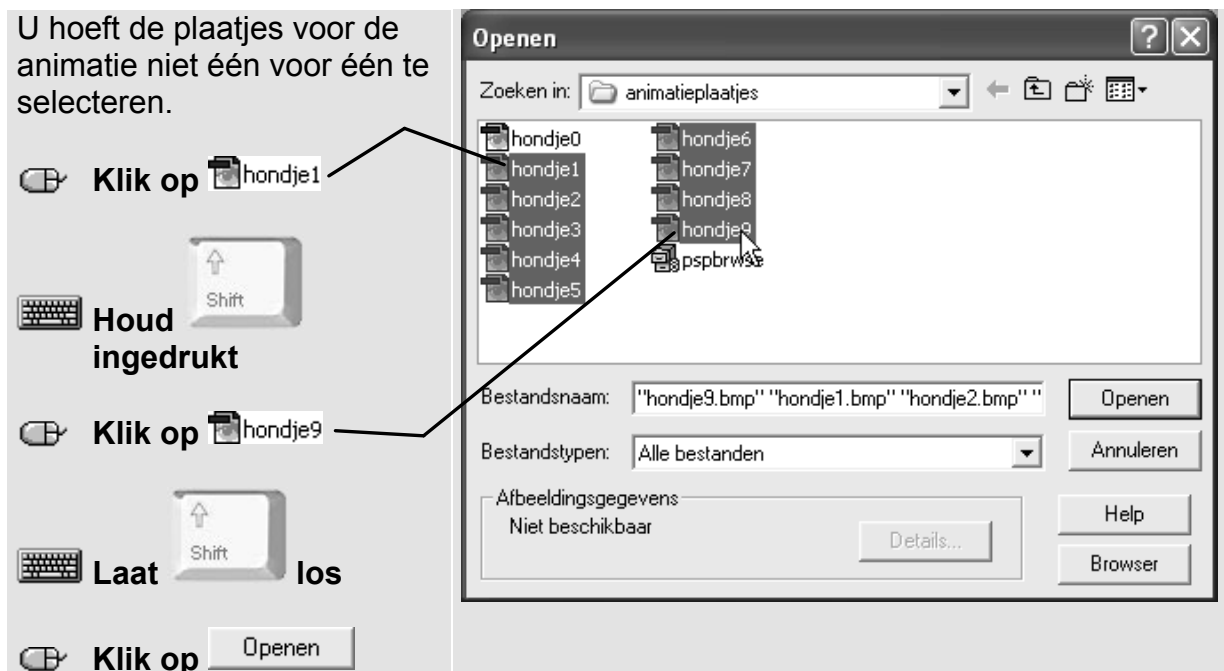 U hoeft de plaatjes voor de
animatie niet één voor één te
selecteren.
Klik op hondje1
Shift
Houd
ingedrukt
Klik op hondje9
Shift
Laat los
Klik op Openen
Openen
Zoeken in: animatieplaatjes
hondje0 hondje6
hondje1 hondje7
hondje2 hondje8
hondje3 hondje9
hondje4 pspbrwse
hondje5
Bestandsnaam: "hondje9.bmp" "hondje1.bmp" "hondje2.bmp" " Openen
Bestandstypen: Alle bestanden Annuleren
Afbeeldingsgegevens
Niet beschikbaar
Details...
Help
Browser